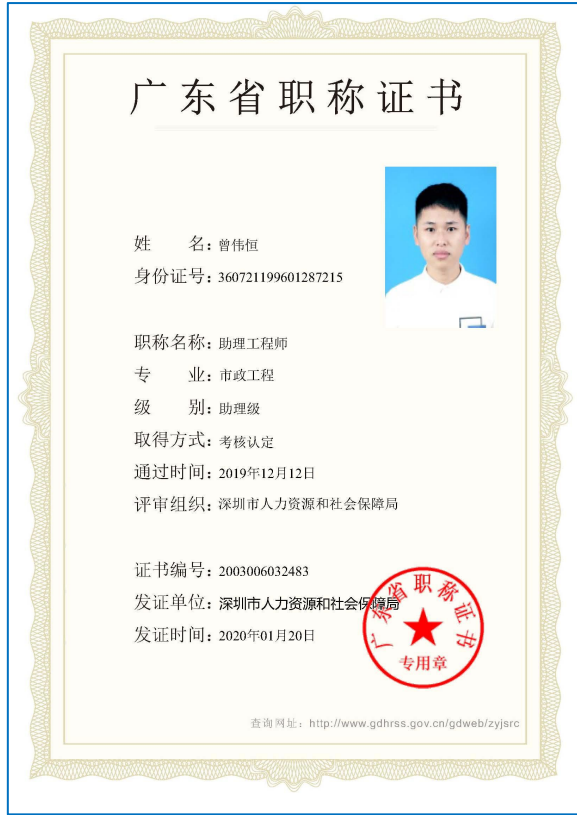 广东省职称证书
姓 名：曾伟恒
身份证号：360721199601287215
职称名称：助理工程师
专 业：市政工程
级 别：助理级
取得方式：考核认定
通过时间：2019年12月12日
评审组织：深圳市人力资源和社会保障局
证书编号：2003006032483
发证单位：深圳市人力资源和社会保障局
发证时间：2020年01月20日
广东省职称证书
专用章
查询网址：http://www.gdhrss.gov.cn/gdweb/zyjsrc